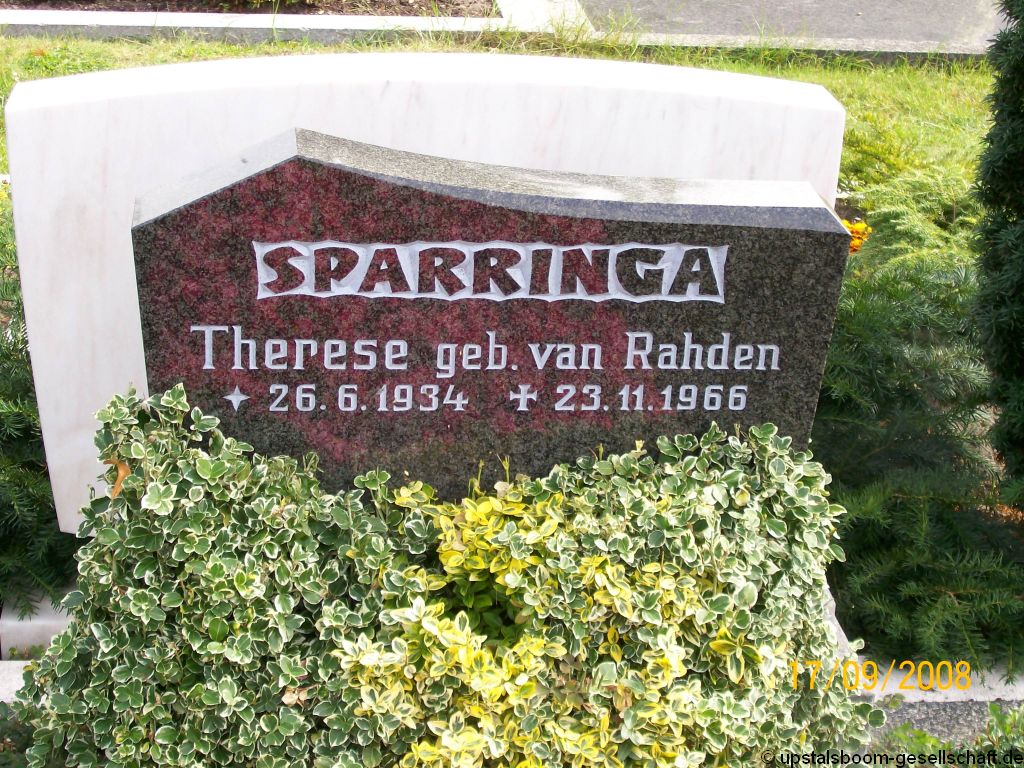 SPARRINGA
Therese geb. van Rahden
✦ 26.6.1934 ✝ 23.11.1966
17/09/2008
© upstalsboom-gesellschaft.de